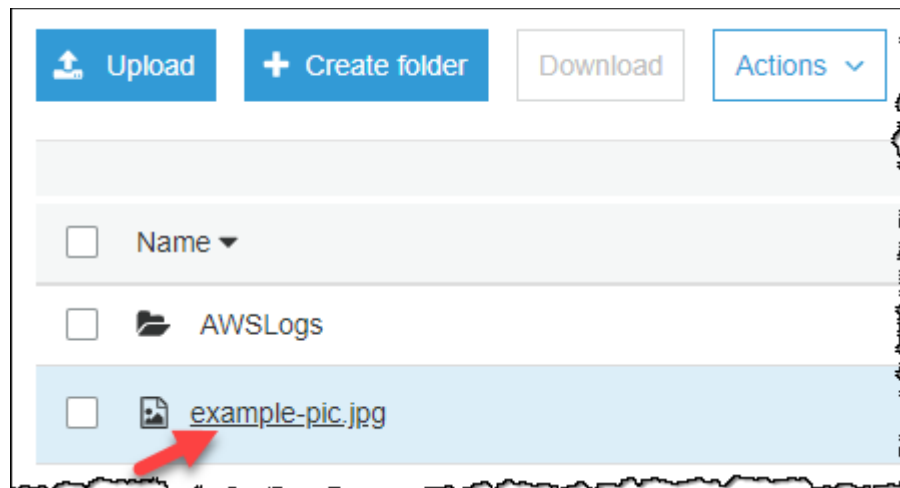 Upload
Create folder
Download
Actions
Name
AWSLogs
example-pic.jpg